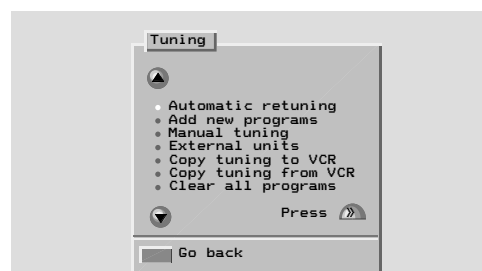 Tuning
Automatic retuning
Add new programs
Manual tuning
External units
Copy tuning to VCR
Copy tuning from VCR
Clear all programs
Press
Go back